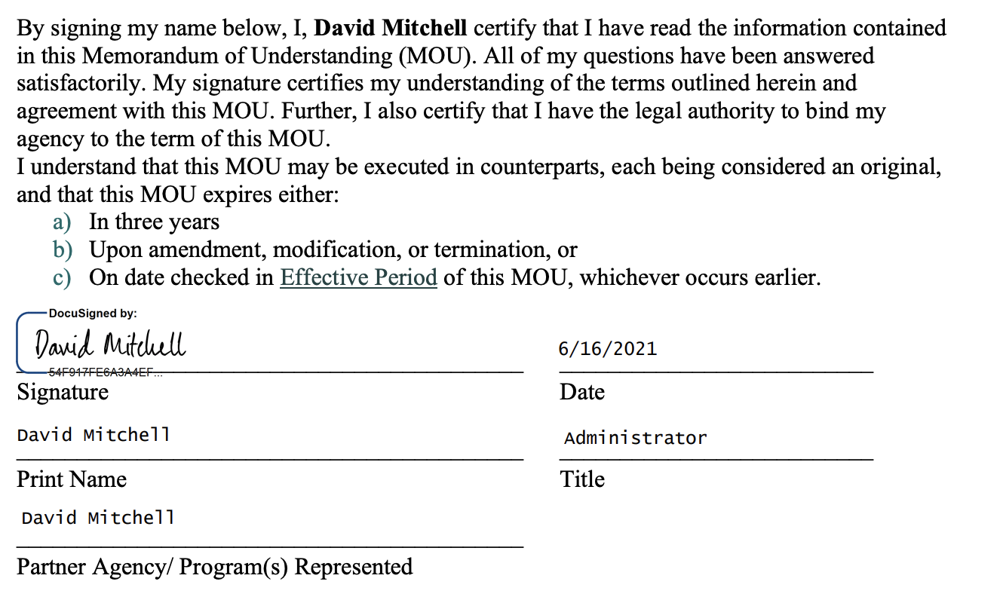 By signing my name below, I, David Mitchell certify that I have read the information contained
in this Memorandum of Understanding (MOU). All of my questions have been answered
satisfactorily. My signature certifies my understanding of the terms outlined herein and
agreement with this MOU. Further, I also certify that I have the legal authority to bind my
agency to the term of this MOU.
I understand that this MOU may be executed in counterparts, each being considered an original,
and that this MOU expires either:
a) In three years
b) Upon amendment, modification, or termination, or
c) On date checked in Effective Period of this MOU, whichever occurs earlier.
DocuSigned by:
David Mitchell
6/16/2021
54F917FE6A3A4EF...
Signature
Date
David Mitchell
Administrator
Print Name
Title
David Mitchell
Partner Agency/ Program(s) Represented